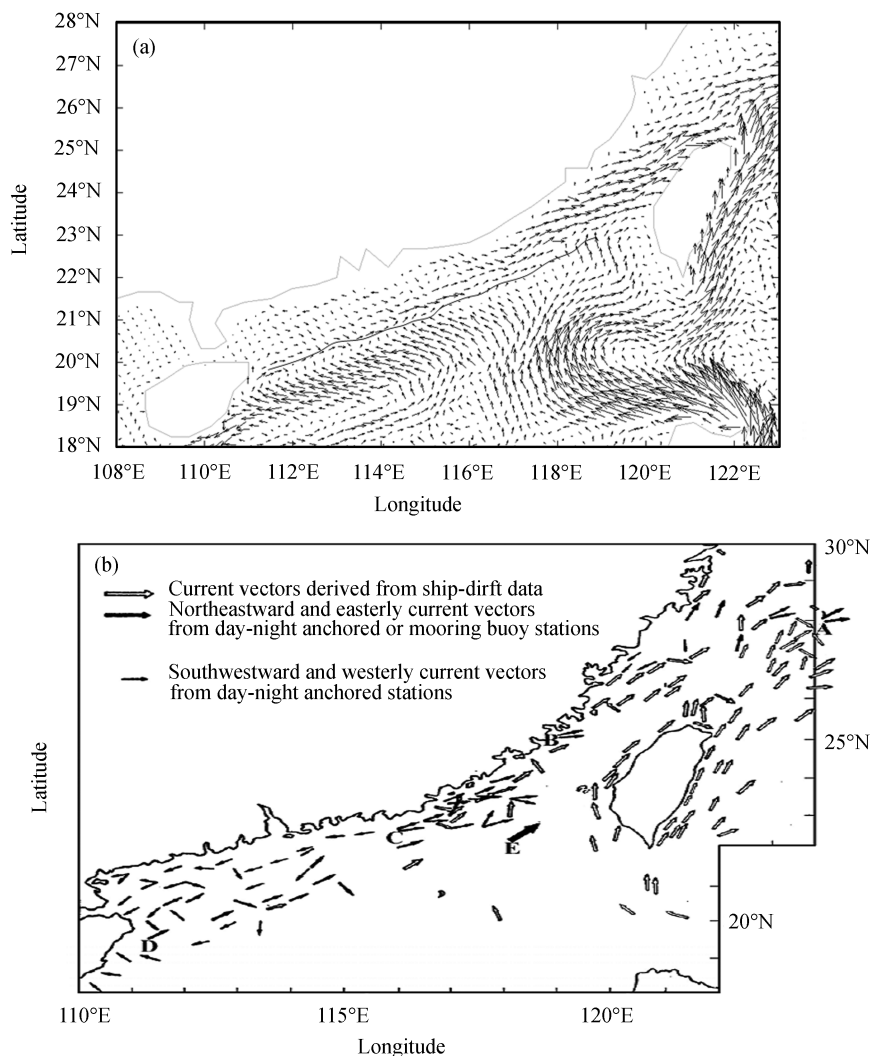 (a)
28°N
27°N
26°N
25°N
24°N
23°N
22°N
21°N
20°N
19°N
18°N
Latitude
108°E 110°E 112°E 114°E 116°E 118°E 120°E 122°E
Longitude
(b)
Current vectors derived from ship-dirft data
Northeastward and easterly current vectors
from day-night anchored or mooring buoy stations
Southwestward and westerly current vectors
from day-night anchored stations
30°N
A
B
25°N
Latitude
C
E
20°N
D
110°E 115°E 120°E
Longitude